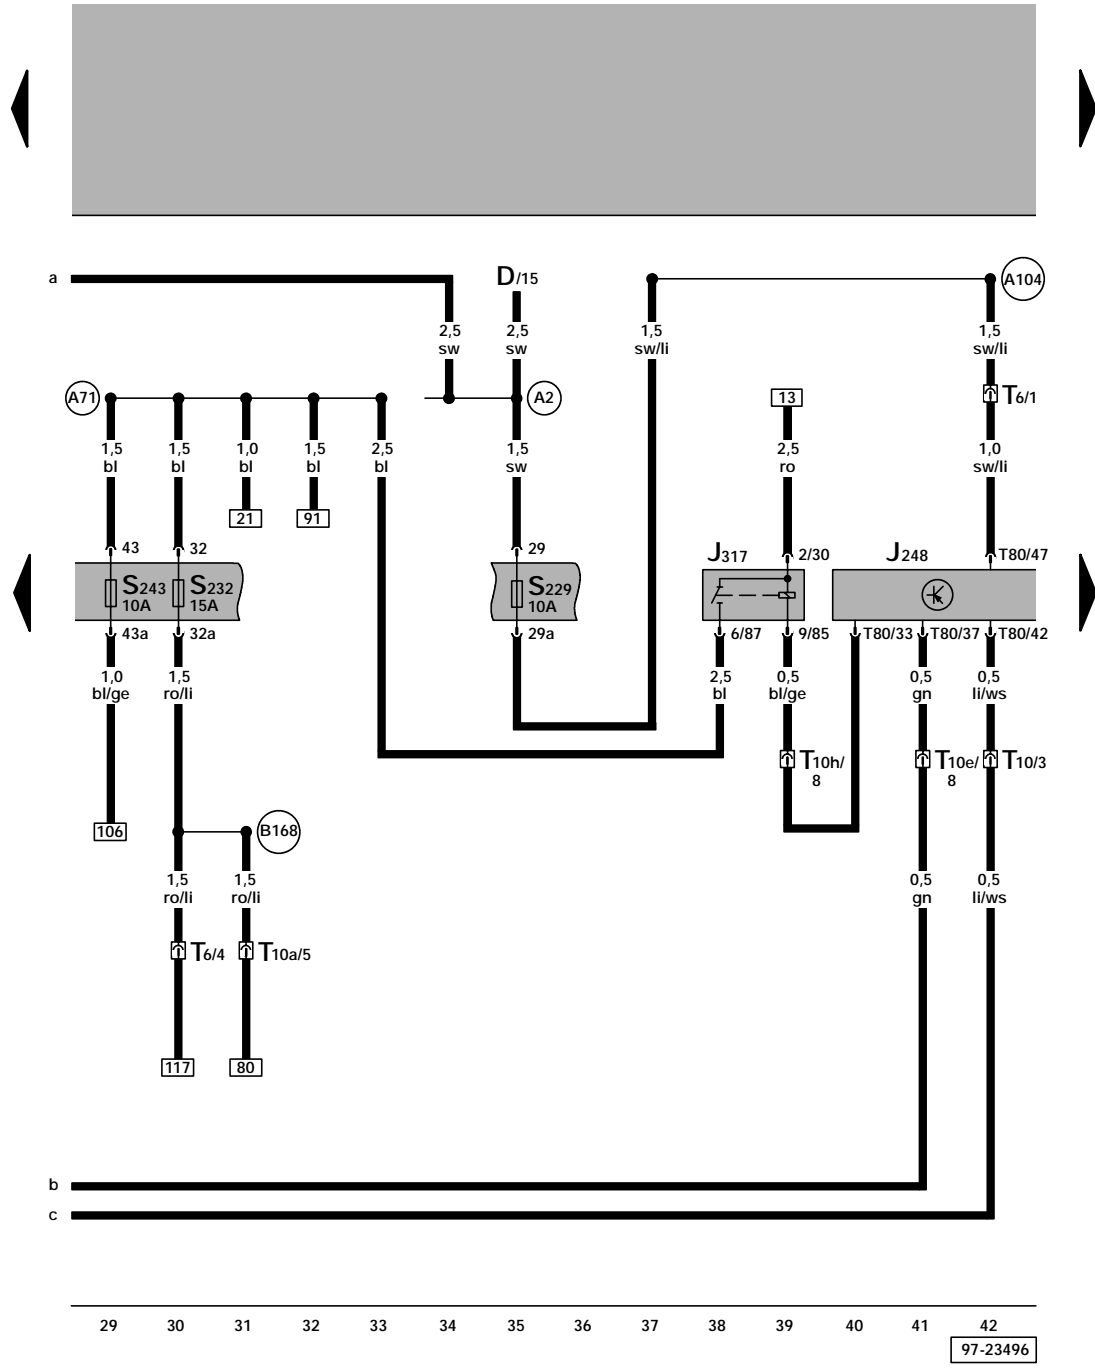 a
D/15
A104
2,5
sw
2,5
sw
1,5
sw/li
1,5
sw/li
A71
A2
13
T6/1
1,5
bl
1,5
bl
1,0
bl
1,5
bl
2,5
bl
1,5
sw
2,5
ro
1,0
sw/li
21
91
43
32
29
J317
2/30
J248
T80/47
S243
10A
S232
15A
S229
10A
43a
32a
29a
6/87
9/85
T80/33
T80/37
T80/42
1,0
bl/ge
1,5
ro/li
2,5
bl
0,5
bl/ge
0,5
gn
0,5
li/ws
T10h/
8
T10e/
8
T10/3
106
B168
1,5
ro/li
1,5
ro/li
0,5
gn
0,5
li/ws
T6/4
T10a/5
117
80
b
c
29 30 31 32 33 34 35 36 37 38 39 40 41 42
97-23496